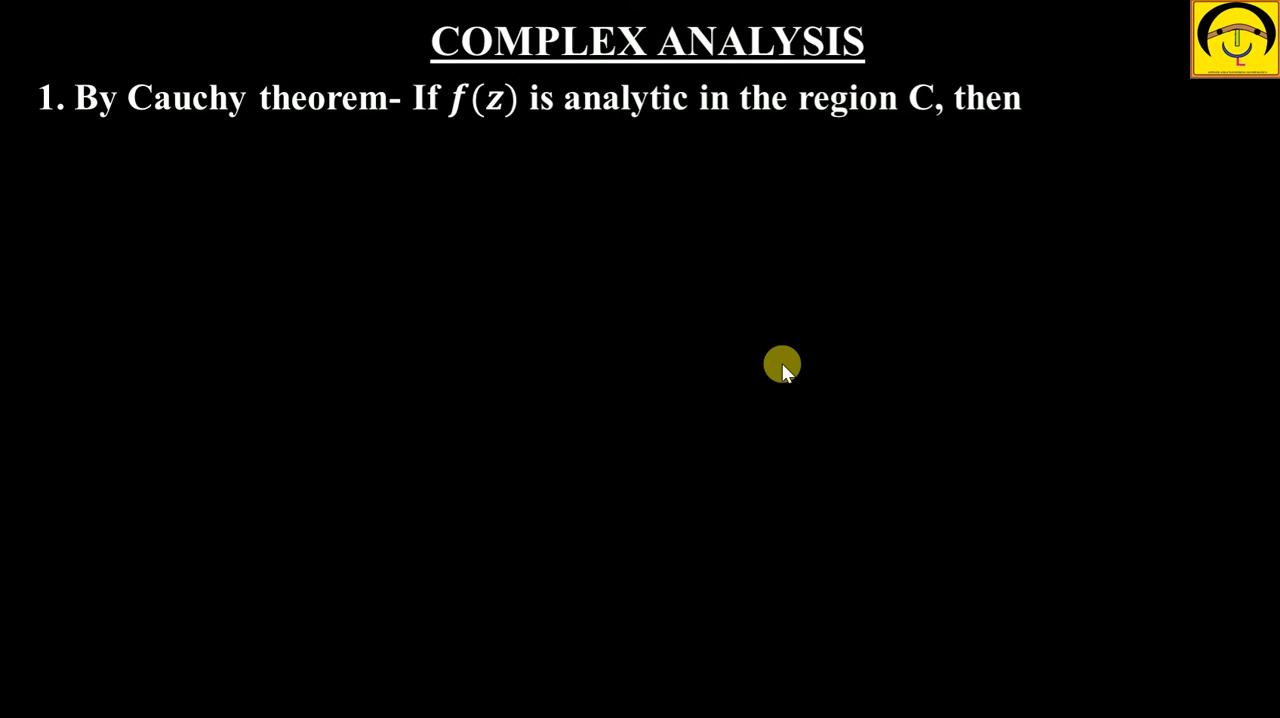 COMPLEX ANALYSIS
1. By Cauchy theorem- If f(z) is analytic in the region C, then